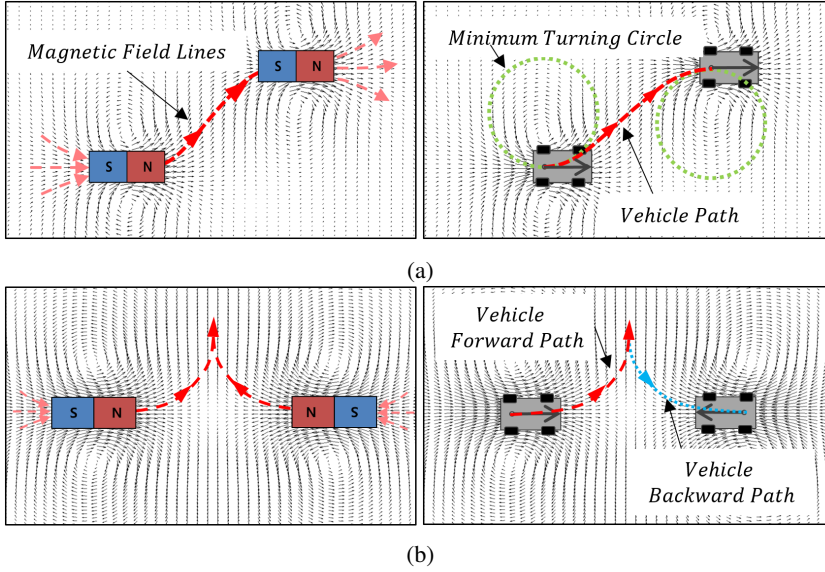 Magnetic Field Lines
S N
S N
Minimum Turning Circle
Vehicle Path
(a)
S N
N S
Vehicle
Forward Path
Vehicle
Backward Path
(b)